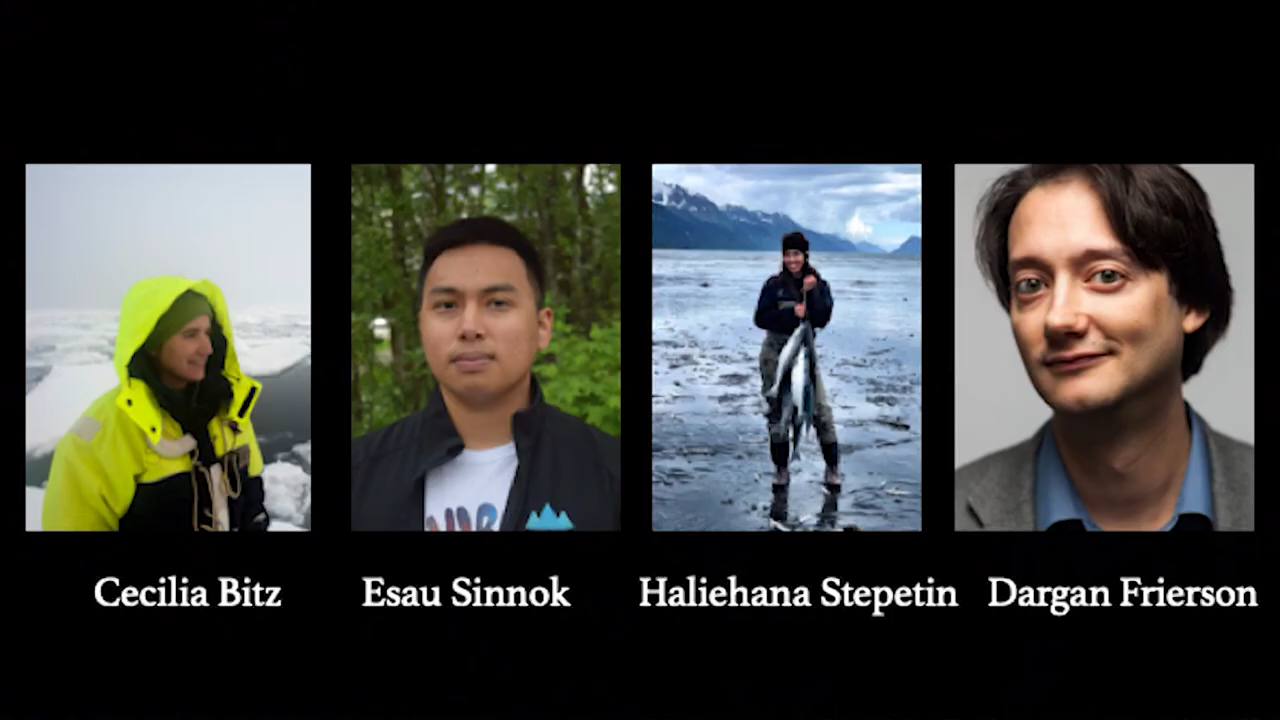 Cecilia Bitz
Esau Sinnok
Haliehana Stepetin
Dargan Frierson